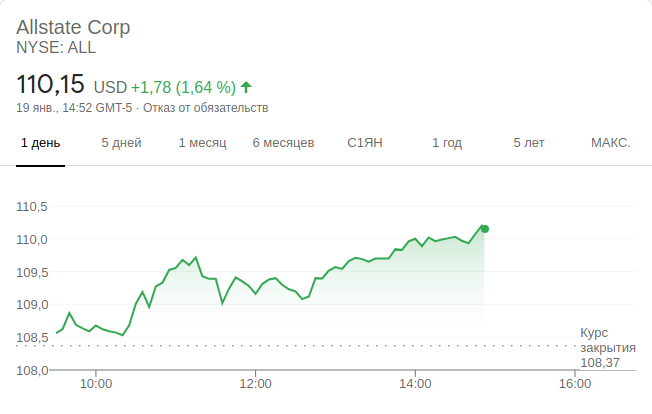 Allstate Corp
NYSE: ALL
110,15 USD +1,78 (1,64 %)
19 янв., 14:52 GMT-5 · Отказ от обязательств
1 день 5 дней 1 месяц 6 месяцев С1ЯН 1 год 5 лет МАКС.
110,5
110,0
109,5
109,0
108,5
Курс
закрытия
108,37
108,0
10:00 12:00 14:00 16:00